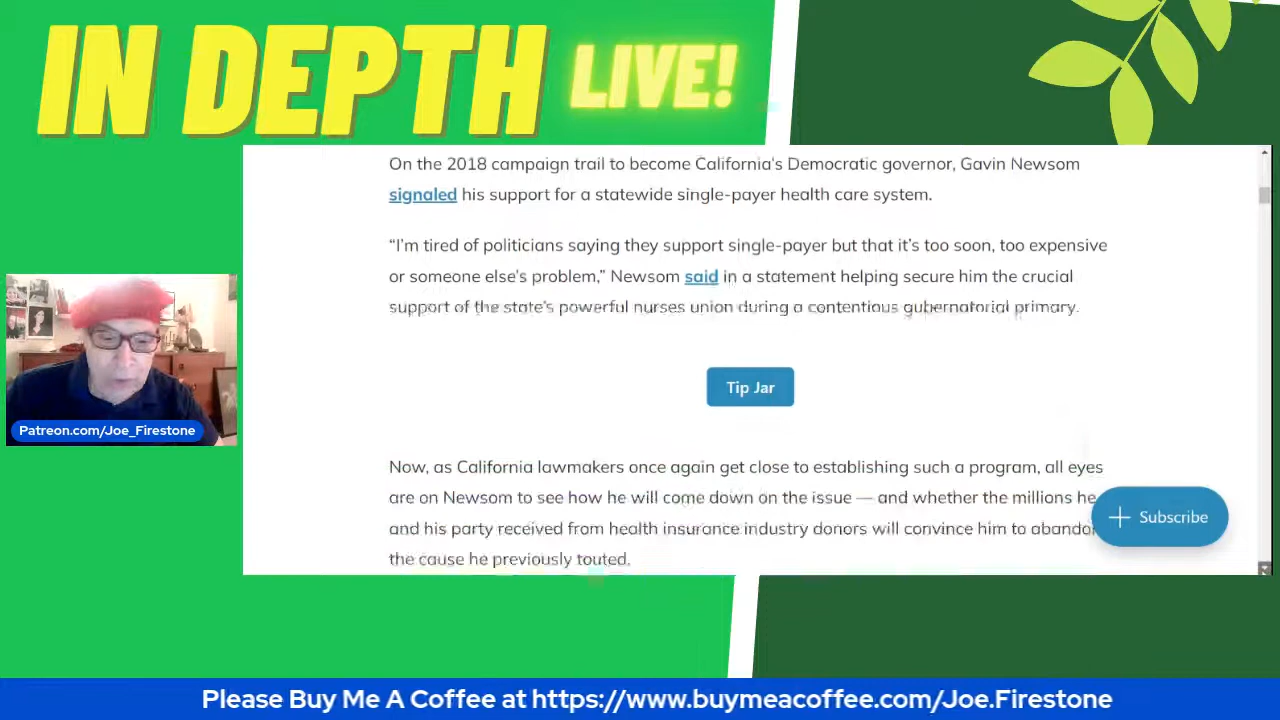 IN DEPTH LIVE!
On the 2018 campaign trail to become California's Democratic governor, Gavin Newsom
signaled his support for a statewide single-payer health care system.
“I'm tired of politicians saying they support single-payer but that it’s too soon, too expensive
or someone else's problem,” Newsom said in a statement helping secure him the crucial
support of the state’s powerful nurses union during a contentious gubernatorial primary.
Tip Jar
Now, as California lawmakers once again get close to establishing such a program, all eyes
are on Newsom to see how he will come down on the issue — and whether the millions he
and his party received from health insurance industry donors will convince him to abandon
the cause he previously touted.
Subscribe
Patreon.com/Joe_Firestone
Please Buy Me A Coffee at https://www.buymeacoffee.com/Joe.Firestone